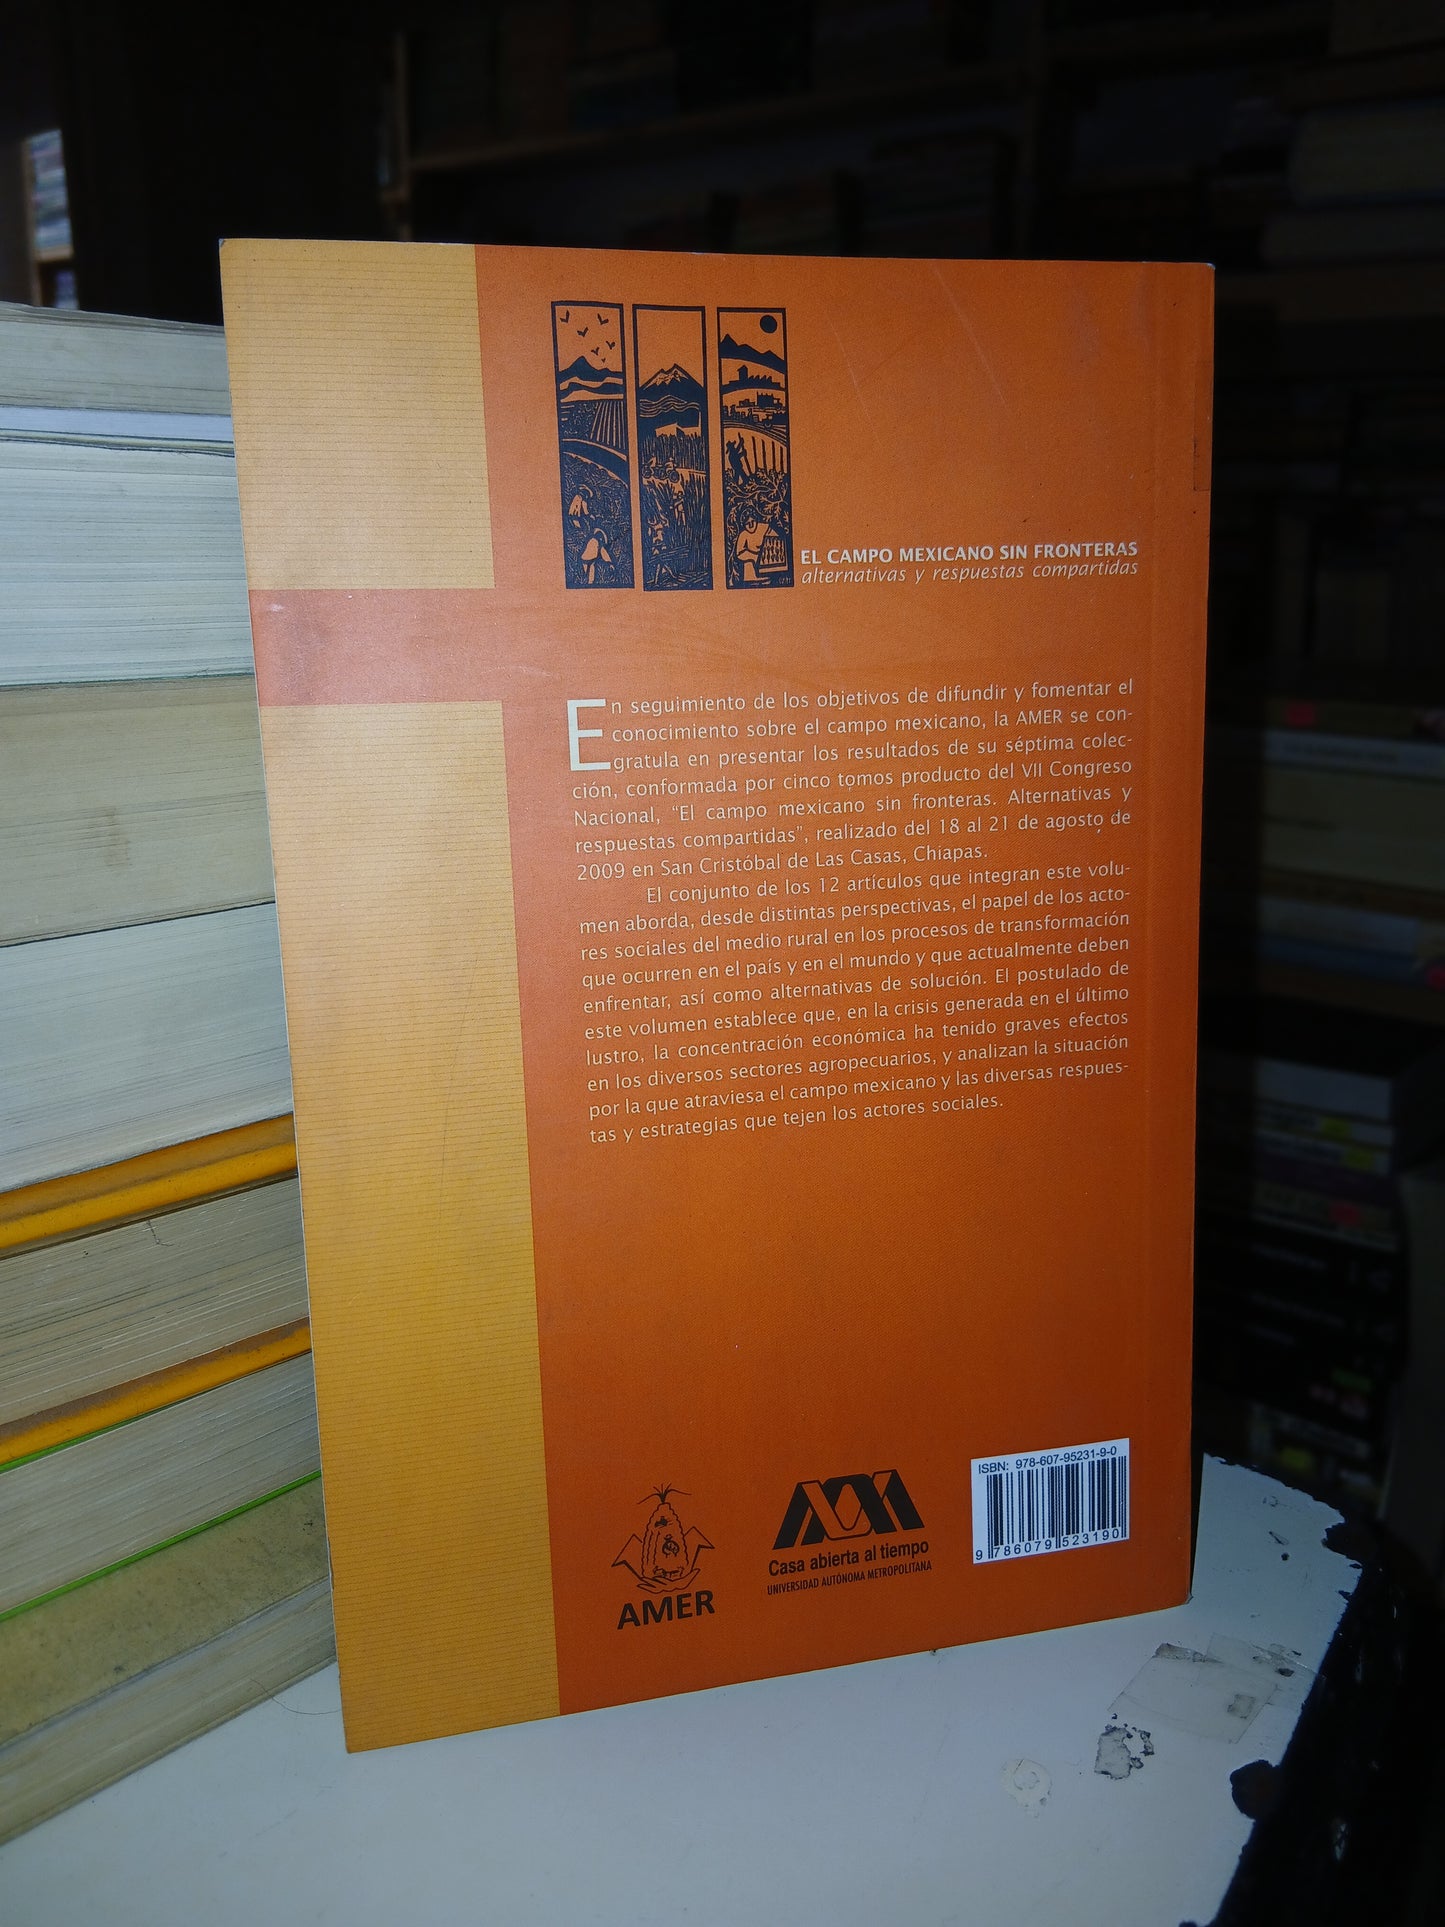 EL CAMPO MEXICANO SIN FRONTERAS
alternativas y respuestas compartidas
En seguimiento de los objetivos de difundir y fomentar el
conocimiento sobre el campo mexicano, la AMER se con-
gratula en presentar los resultados de su séptima colec-
ción, conformada por cinco tomos producto del VII Congreso
Nacional, "El campo mexicano sin fronteras. Alternativas y
respuestas compartidas", realizado del 18 al 21 de agosto de
2009 en San Cristóbal de Las Casas, Chiapas.
El conjunto de los 12 artículos que integran este volu-
men aborda, desde distintas perspectivas, el papel de los acto-
res sociales del medio rural en los procesos de transformación
que ocurren en el país y en el mundo y que actualmente deben
enfrentar, así como alternativas de solución. El postulado de
este volumen establece que, en la crisis generada en el último
lustro, la concentración económica ha tenido graves efectos
en los diversos sectores agropecuarios, y analizan la situación
por la que atraviesa el campo mexicano y las diversas respues-
tas y estrategias que tejen los actores sociales.
AMER
Casa abierta al tiempo
UNIVERSIDAD AUTÓNOMA METROPOLITANA
ISBN: 978-607-95231-9-0
9 786079 523190